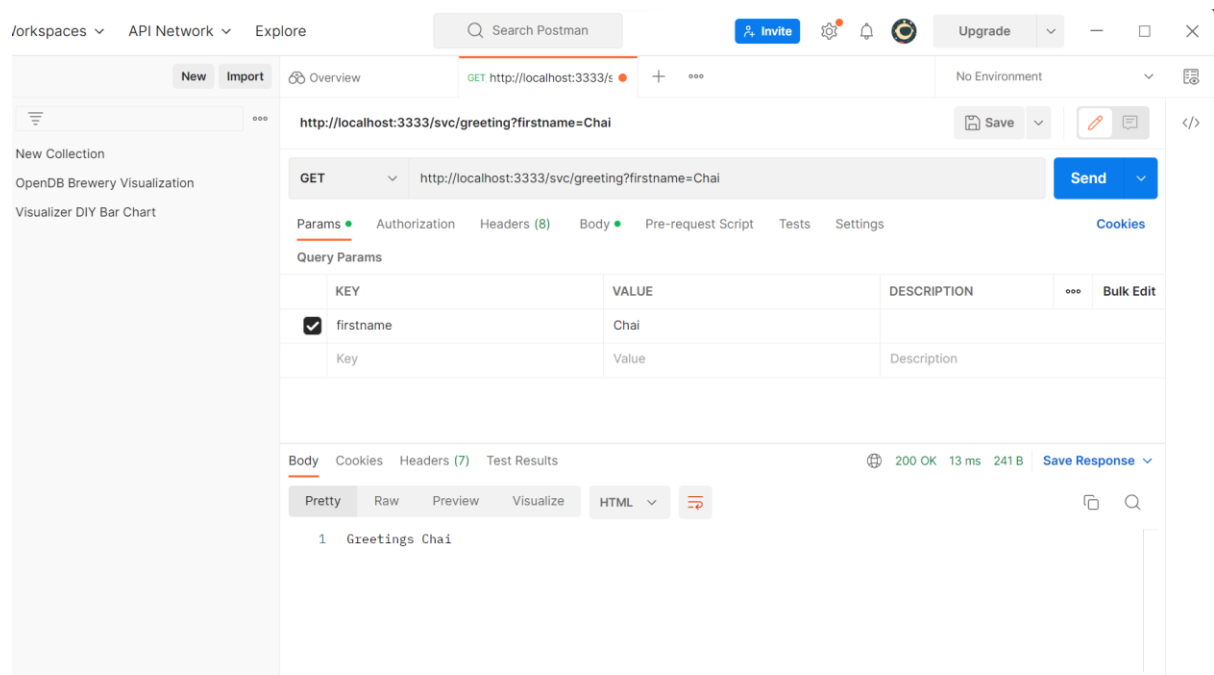 Workspaces API Network Explore Search Postman Invite Upgrade
New Import Overview GET http://localhost:3333/s No Environment
http://localhost:3333/svc/greeting?firstname=Chai Save
New Collection
OpenDB Brewery Visualization
Visualizer DIY Bar Chart
GET http://localhost:3333/svc/greeting?firstname=Chai Send
Params Authorization Headers (8) Body Pre-request Script Tests Settings Cookies
Query Params
KEY VALUE DESCRIPTION Bulk Edit
firstname Chai
Key Value Description
Body Cookies Headers (7) Test Results 200 OK 13 ms 241 B Save Response
Pretty Raw Preview Visualize HTML
1 Greetings Chai